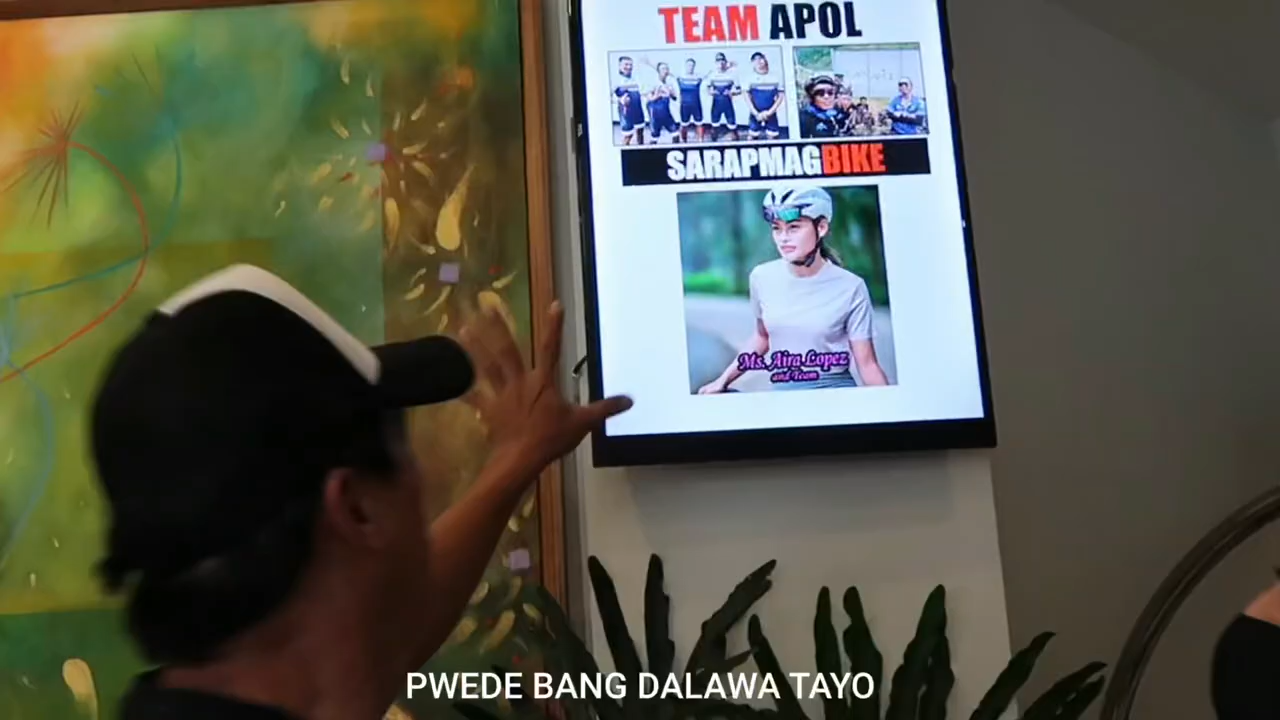 TEAM APOL
SARAPMAGBIKE
Ms. Aira Lopez
and Team
PWEDE BANG DALAWA TAYO